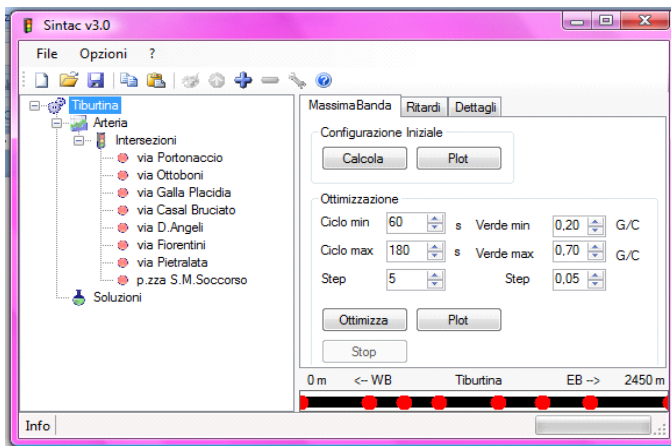 Sintac v3.0
File Opzioni ?
Tiburtina
Arteria
Intersezioni
via Portonaccio
via Ottoboni
via Galla Placidia
via Casal Bruciato
via D.Angeli
via Fiorentini
via Pietralata
p.zza S.M.Soccorso
Soluzioni
MassimaBanda Ritardi Dettagli
Configurazione Iniziale
Calcola Plot
Ottimizzazione
Ciclo min 60 s Verde min 0,20 G/C
Ciclo max 180 s Verde max 0,70 G/C
Step 5 Step 0,05
Ottimizza Plot
Stop
0 m <-- WB Tiburtina EB --> 2450 m
Info